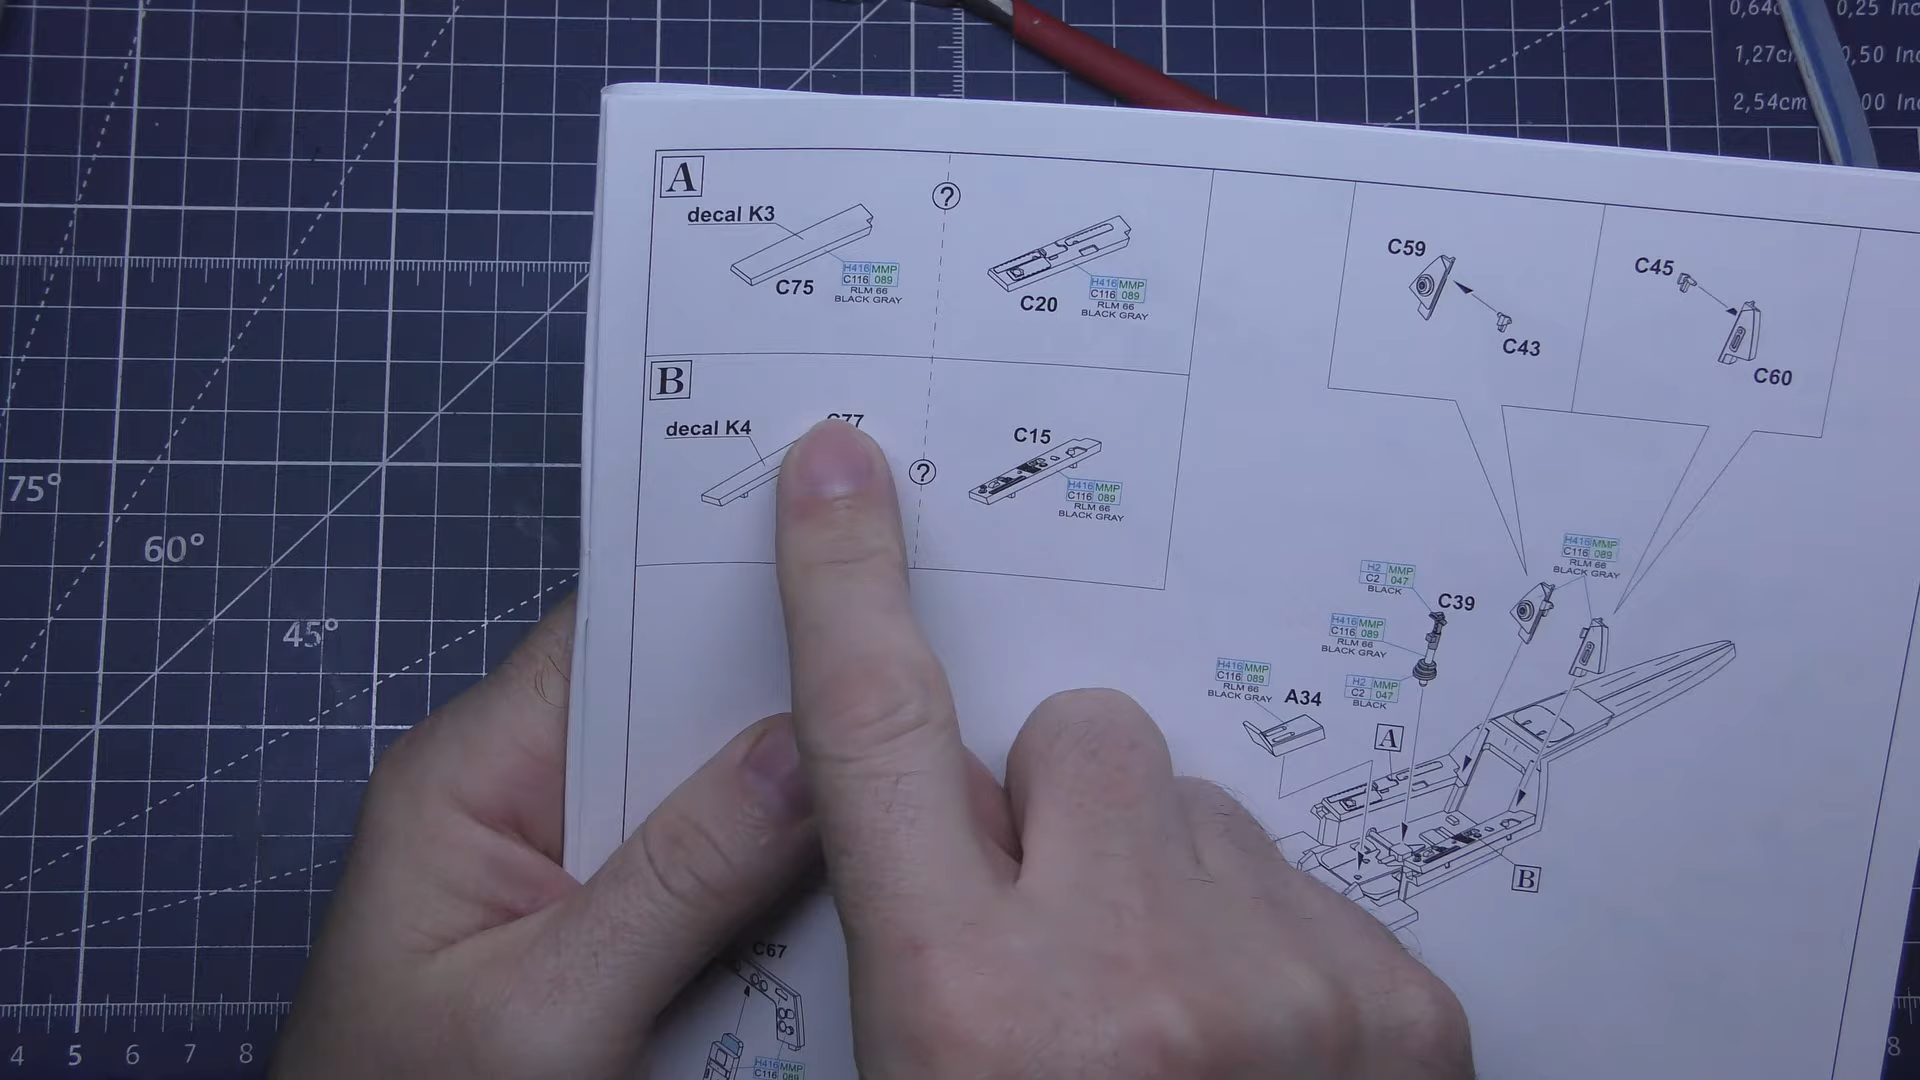 0,64c 0,25 Inc
1,27cm 0,50 Inc
2,54cm 00 Inc
A
decal K3
C75
H416 MMP
C116 089
RLM 66
BLACK GRAY
?
C20
H416 MMP
C116 089
RLM 66
BLACK GRAY
C59
C43
C45
C60
B
decal K4
C77
?
C15
H416 MMP
C116 089
RLM 66
BLACK GRAY
H416 MMP
C116 089
RLM 66
BLACK GRAY
H2 MMP
C2 047
BLACK
C39
H416 MMP
C116 089
RLM 66
BLACK GRAY
H2 MMP
C2 047
BLACK
H416 MMP
C116 089
RLM 66
BLACK GRAY
A34
A
B
C67
H416 MMP
C116 089
75°
60°
45°
4 5 6 7 8
8